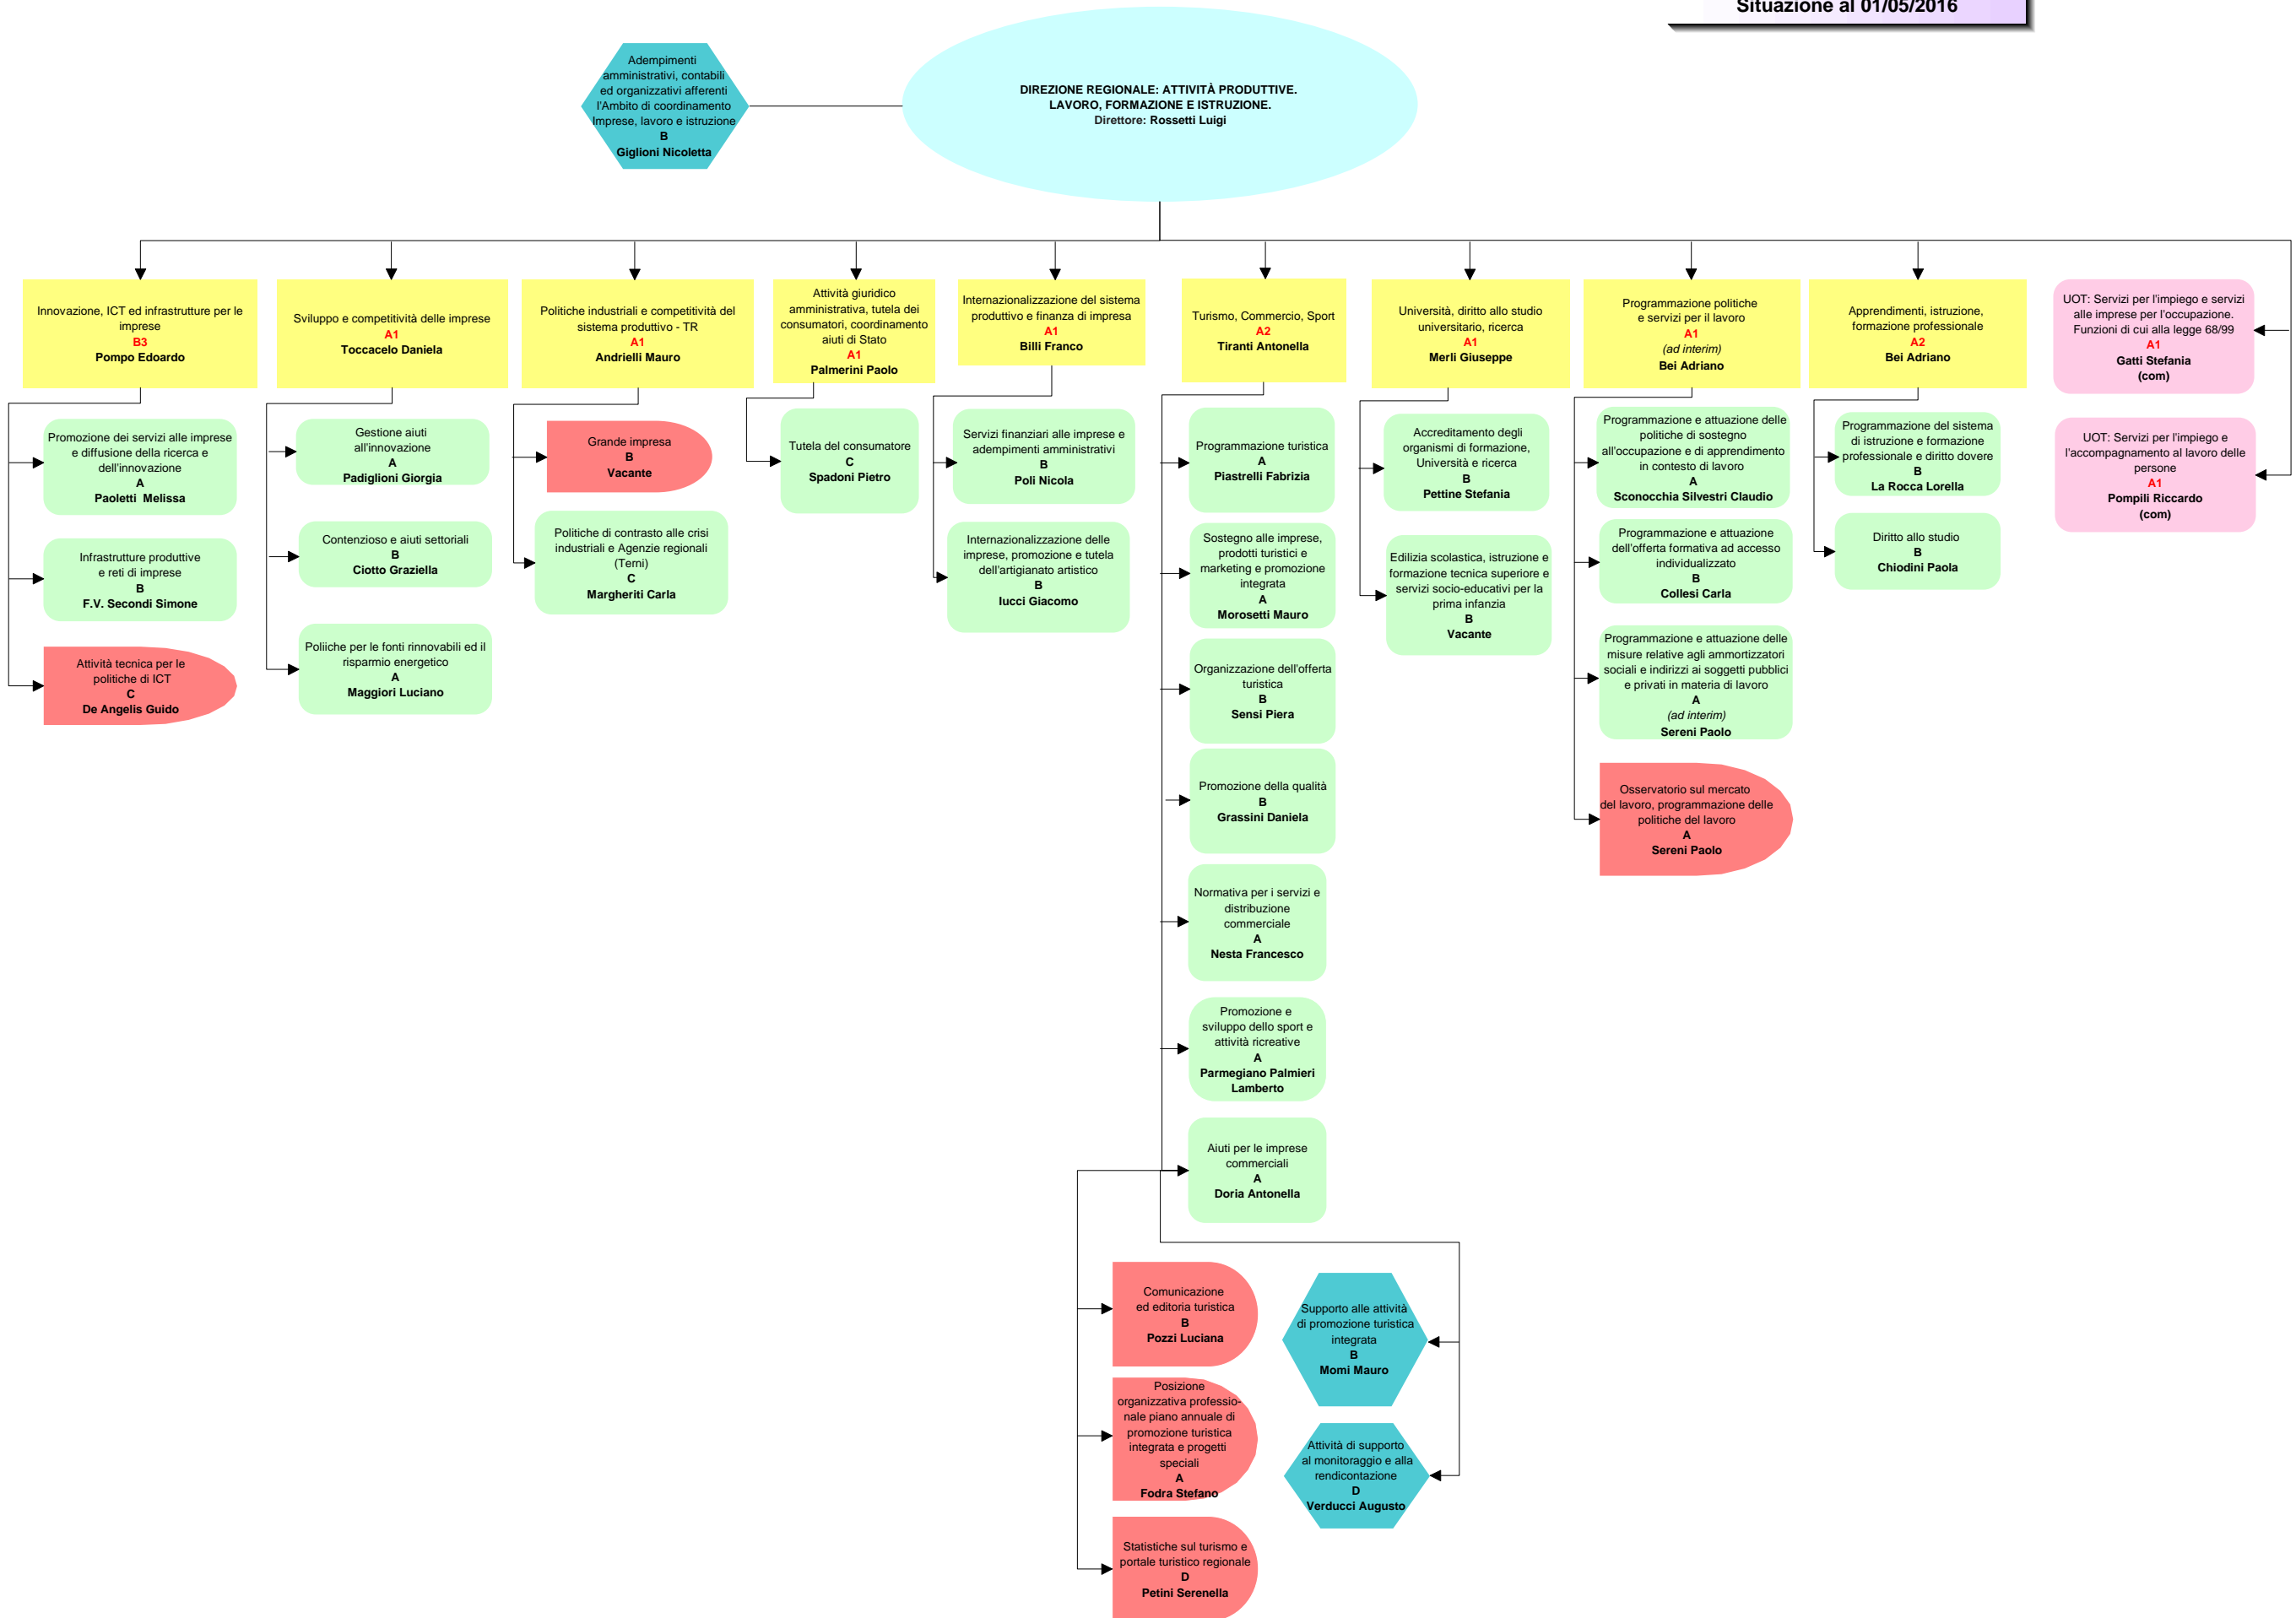 Situazione al 01/05/2016
Adempimenti
amministrativi, contabili
ed organizzativi afferenti
l'Ambito di coordinamento
Imprese, lavoro e istruzione
B
Giglioni Nicoletta
DIREZIONE REGIONALE: ATTIVITÀ PRODUTTIVE.
LAVORO, FORMAZIONE E ISTRUZIONE.
Direttore: Rossetti Luigi
Innovazione, ICT ed infrastrutture per le
imprese
B3
Pompo Edoardo
Sviluppo e competitività delle imprese
A1
Toccacelo Daniela
Politiche industriali e competitività del
sistema produttivo - TR
A1
Andrielli Mauro
Attività giuridico
amministrativa, tutela dei
consumatori, coordinamento
aiuti di Stato
A1
Palmerini Paolo
Internazionalizzazione del sistema
produttivo e finanza di impresa
A1
Billi Franco
Turismo, Commercio, Sport
A2
Tiranti Antonella
Università, diritto allo studio
universitario, ricerca
A1
Merli Giuseppe
Programmazione politiche
e servizi per il lavoro
A1
(ad interim)
Bei Adriano
Apprendimenti, istruzione,
formazione professionale
A2
Bei Adriano
UOT: Servizi per l'impiego e servizi
alle imprese per l'occupazione.
Funzioni di cui alla legge 68/99
A1
Gatti Stefania
(com)
UOT: Servizi per l'impiego e
l'accompagnamento al lavoro delle
persone
A1
Pompili Riccardo
(com)
Promozione dei servizi alle imprese
e diffusione della ricerca e
dell'innovazione
A
Paoletti Melissa
Infrastrutture produttive
e reti di imprese
B
F.V. Secondi Simone
Attività tecnica per le
politiche di ICT
C
De Angelis Guido
Gestione aiuti
all'innovazione
A
Padiglioni Giorgia
Contenzioso e aiuti settoriali
B
Ciotto Graziella
Poliiche per le fonti rinnovabili ed il
risparmio energetico
A
Maggiori Luciano
Grande impresa
B
Vacante
Politiche di contrasto alle crisi
industriali e Agenzie regionali
(Terni)
C
Margheriti Carla
Tutela del consumatore
C
Spadoni Pietro
Servizi finanziari alle imprese e
adempimenti amministrativi
B
Poli Nicola
Internazionalizzazione delle
imprese, promozione e tutela
dell'artigianato artistico
B
Iucci Giacomo
Programmazione turistica
A
Piastrelli Fabrizia
Sostegno alle imprese,
prodotti turistici e
marketing e promozione
integrata
A
Morosetti Mauro
Organizzazione dell'offerta
turistica
B
Sensi Piera
Promozione della qualità
B
Grassini Daniela
Normativa per i servizi e
distribuzione
commerciale
A
Nesta Francesco
Promozione e
sviluppo dello sport e
attività ricreative
A
Parmegiano Palmieri
Lamberto
Aiuti per le imprese
commerciali
A
Doria Antonella
Comunicazione
ed editoria turistica
B
Pozzi Luciana
Posizione
organizzativa professio-
nale piano annuale di
promozione turistica
integrata e progetti
speciali
A
Fodra Stefano
Statistiche sul turismo e
portale turistico regionale
D
Petini Serenella
Supporto alle attività
di promozione turistica
integrata
B
Momi Mauro
Attività di supporto
al monitoraggio e alla
rendicontazione
D
Verducci Augusto
Accreditamento degli
organismi di formazione,
Università e ricerca
B
Pettine Stefania
Edilizia scolastica, istruzione e
formazione tecnica superiore e
servizi socio-educativi per la
prima infanzia
B
Vacante
Programmazione e attuazione delle
politiche di sostegno
all'occupazione e di apprendimento
in contesto di lavoro
A
Sconocchia Silvestri Claudio
Programmazione e attuazione
dell'offerta formativa ad accesso
individualizzato
B
Collesi Carla
Programmazione e attuazione delle
misure relative agli ammortizzatori
sociali e indirizzi ai soggetti pubblici
e privati in materia di lavoro
A
(ad interim)
Sereni Paolo
Osservatorio sul mercato
del lavoro, programmazione delle
politiche del lavoro
A
Sereni Paolo
Programmazione del sistema
di istruzione e formazione
professionale e diritto dovere
B
La Rocca Lorella
Diritto allo studio
B
Chiodini Paola